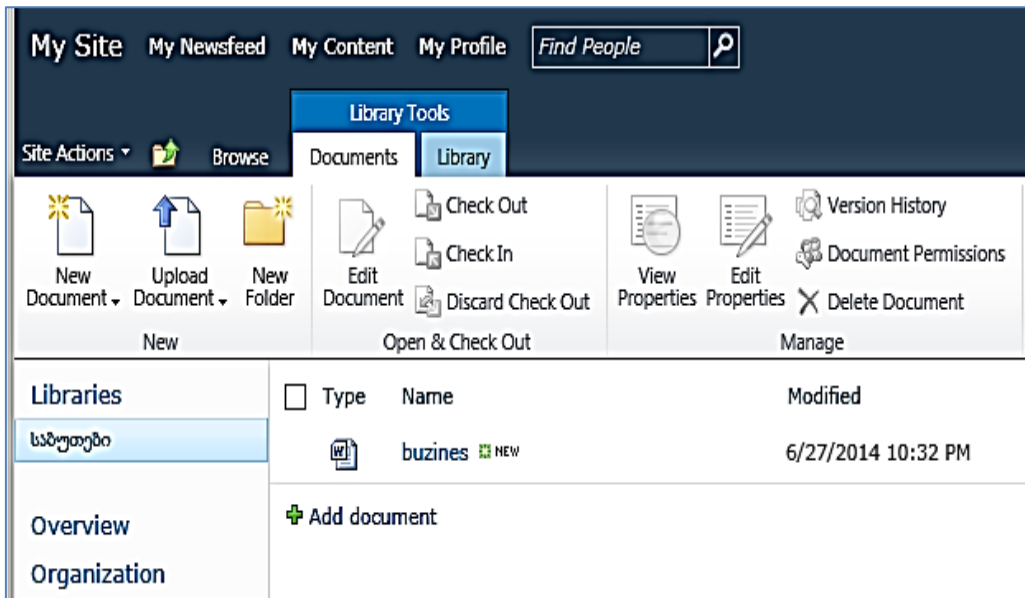 My Site My Newsfeed My Content My Profile Find People
Library Tools
Site Actions Browse Documents Library
New Document Upload Document New Folder
Edit Document
Check Out
Check In
Discard Check Out
View Properties Edit Properties
Version History
Document Permissions
Delete Document
New Open & Check Out Manage
Libraries
საბუთები
Overview
Organization
Type Name Modified
buzines NEW 6/27/2014 10:32 PM
Add document